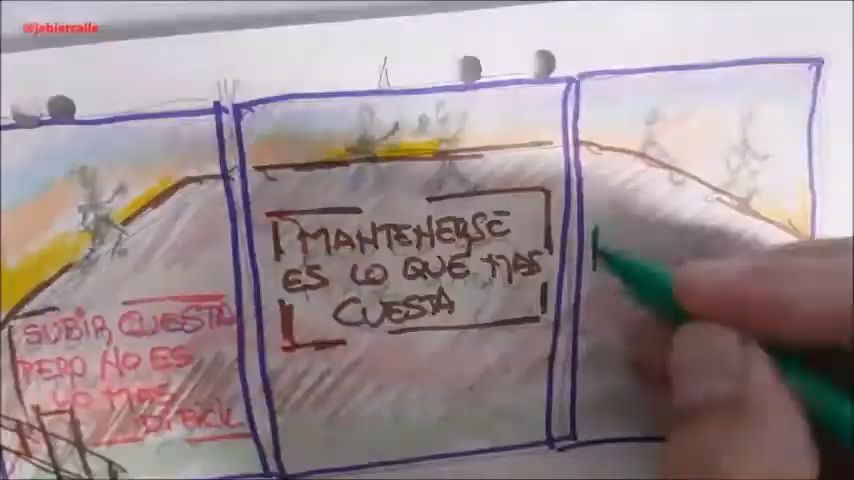 @jabiercalle
SUBIR CUESTA
PERO NO ES
LO MAS
DIFICIL
MANTENERSE
ES LO QUE MAS
CUESTA